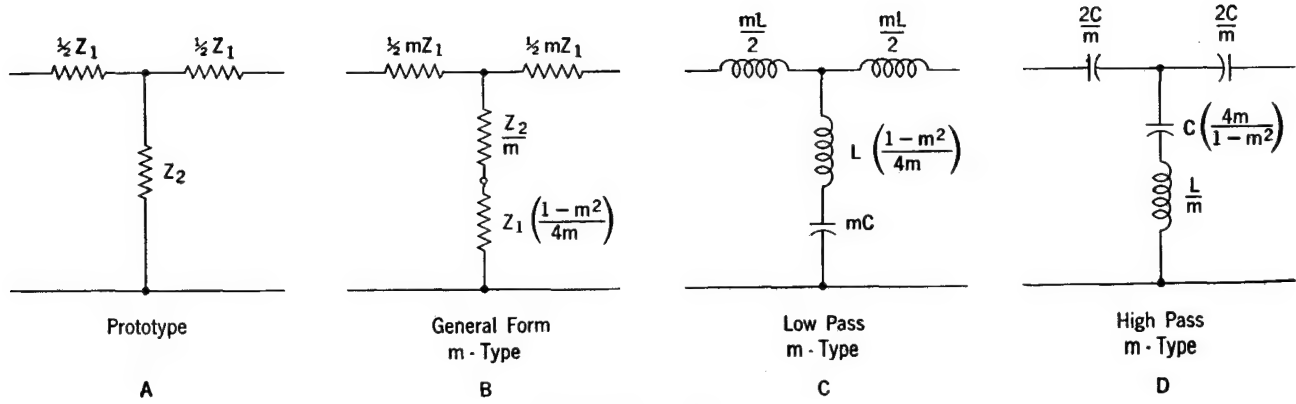 ½ Z₁
½ Z₁
Z₂
Prototype
A
½ mZ₁
½ mZ₁
Z₂/m
Z₁ (1 − m²/4m)
General Form
m - Type
B
mL/2
mL/2
L (1 − m²/4m)
mC
Low Pass
m - Type
C
2C/m
2C/m
C (4m/1 − m²)
L/m
High Pass
m - Type
D